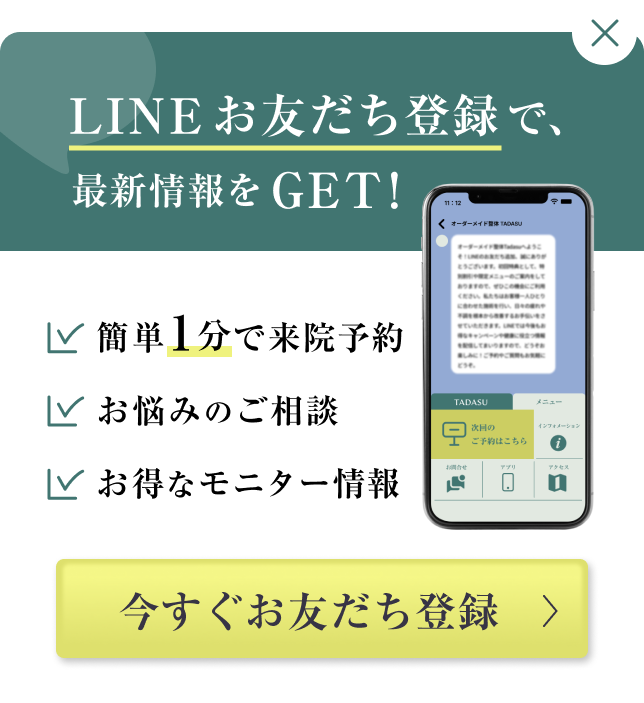 LINEお友だち登録で、
最新情報をGET!
簡単1分で来院予約
お悩みのご相談
お得なモニター情報
11:12
オーダーメイド整体 TADASU
TADASU
メニュー
次回の
ご予約はこちら
インフォメーション
お問合せ
アプリ
アクセス
今すぐお友だち登録